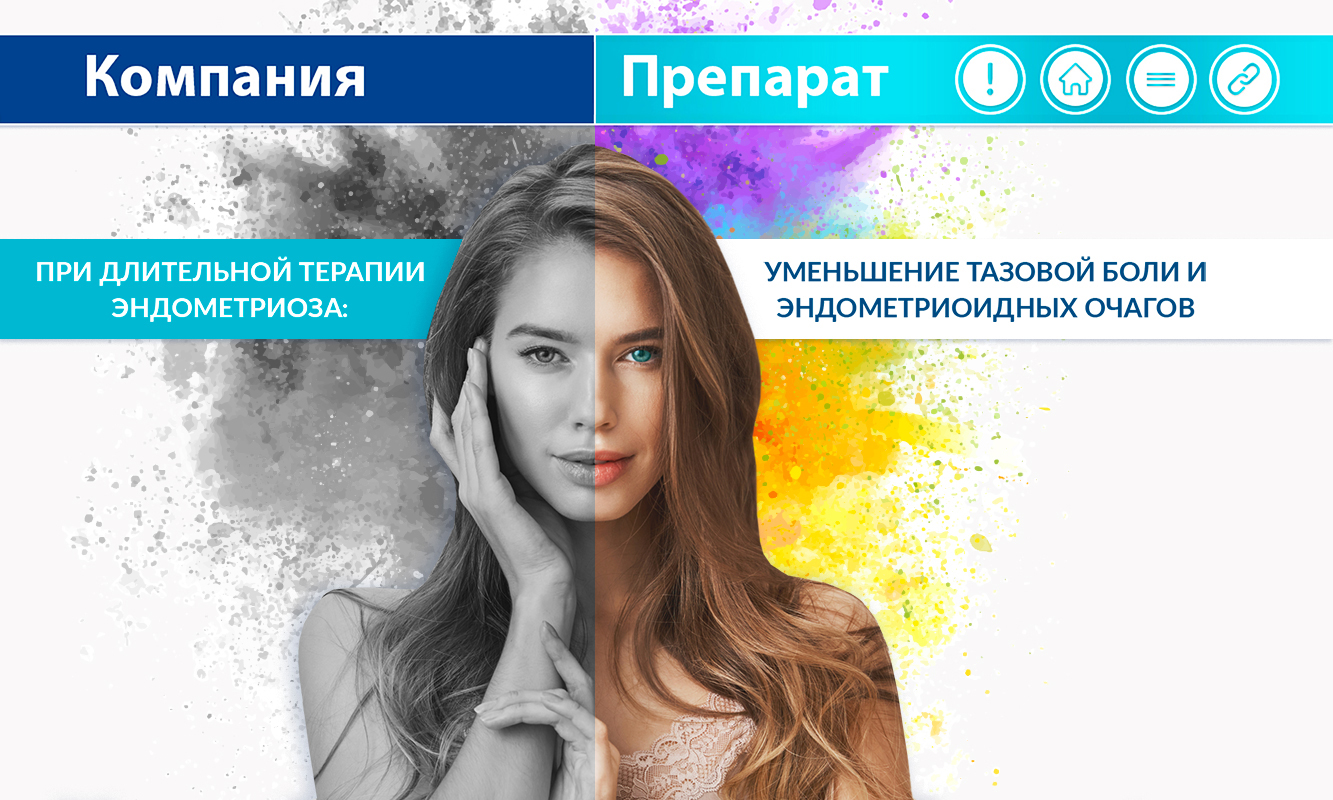 Компания
Препарат
ПРИ ДЛИТЕЛЬНОЙ ТЕРАПИИ
ЭНДОМЕТРИОЗА:
УМЕНЬШЕНИЕ ТАЗОВОЙ БОЛИ И
ЭНДОМЕТРИОИДНЫХ ОЧАГОВ